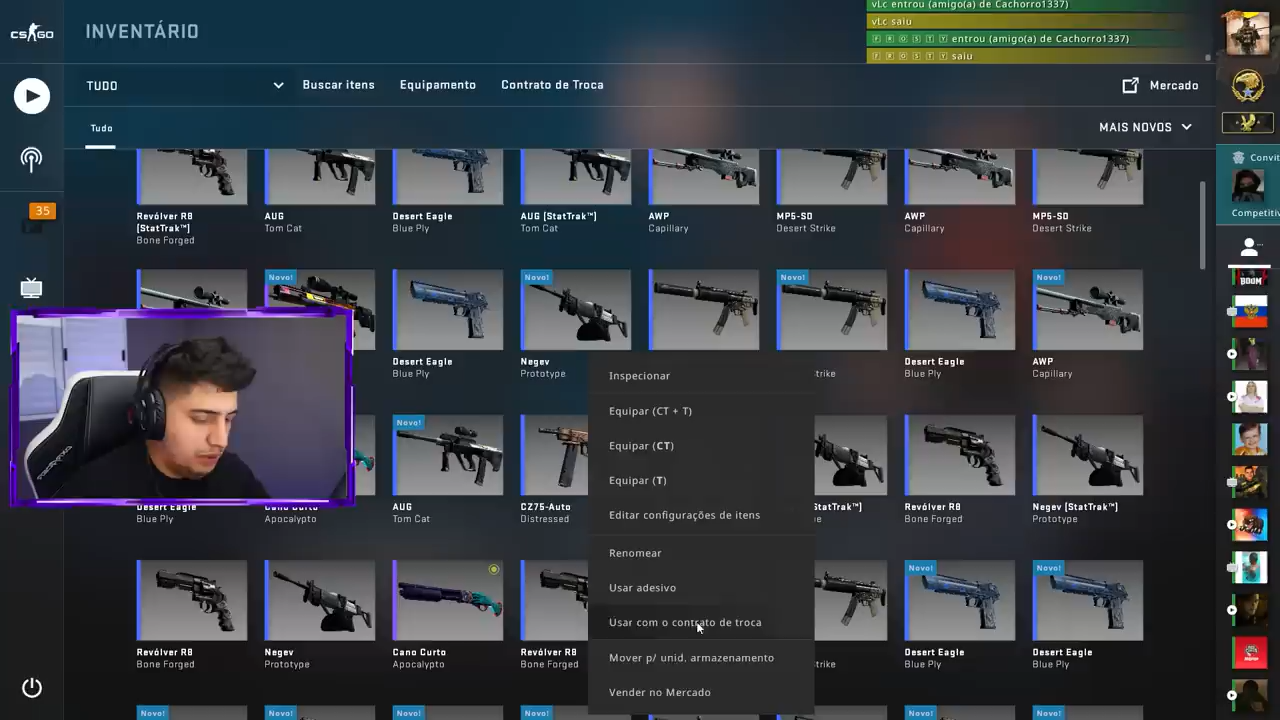 vLc entrou (amigo(a) de Cachorro1337)
vLc saiu
F R O S T Y entrou (amigo(a) de Cachorro1337)
F R O S T Y saiu
CS GO
INVENTÁRIO
TUDO
Buscar itens
Equipamento
Contrato de Troca
Mercado
Tudo
MAIS NOVOS
Convit
Competitiv
35
Revólver R8 [StatTrak™]
Bone Forged
AUG
Tom Cat
Desert Eagle
Blue Ply
AUG [StatTrak™]
Tom Cat
AWP
Capillary
MP5-SD
Desert Strike
AWP
Capillary
MP5-SD
Desert Strike
Novo!
Novo!
Novo!
Novo!
Desert Eagle
Blue Ply
Negev
Prototype
Strike
Desert Eagle
Blue Ply
AWP
Capillary
BOOM
Novo!
Desert Eagle
Blue Ply
Cano Curto
Apocalypto
AUG
Tom Cat
CZ75-Auto
Distressed
StatTrak™]
Revólver R8
Bone Forged
Negev [StatTrak™]
Prototype
Inspecionar
Equipar (CT + T)
Equipar (CT)
Equipar (T)
Editar configurações de itens
Renomear
Usar adesivo
Usar com o contrato de troca
Mover p/ unid. armazenamento
Vender no Mercado
Novo!
Novo!
Revólver R8
Bone Forged
Negev
Prototype
Cano Curto
Apocalypto
Revólver R8
Bone Forged
Strike
Desert Eagle
Blue Ply
Desert Eagle
Blue Ply
Novo!
Novo!
Novo!
Novo!
Novo!